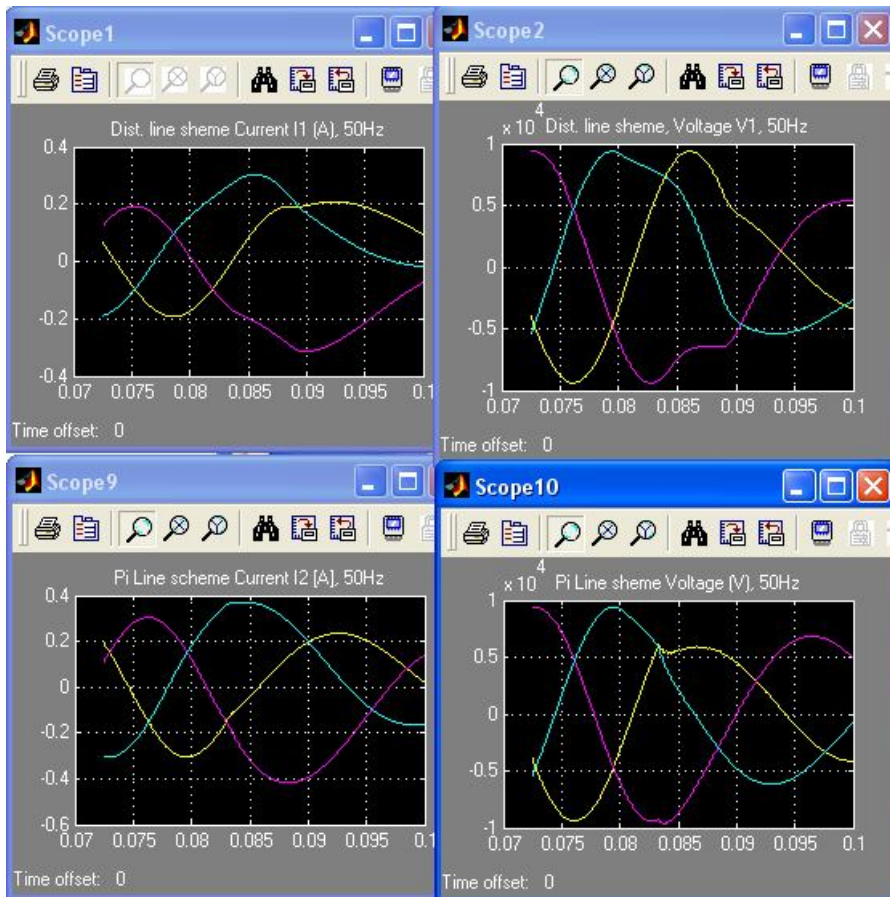 Scope1
Dist. line sheme Current I1 (A), 50Hz
0.4
0.2
0
-0.2
-0.4
0.07 0.075 0.08 0.085 0.09 0.095 0.1
Time offset: 0
Scope2
x 10 4
Dist. line sheme, Voltage V1, 50Hz
1
0.5
0
-0.5
-1
0.07 0.075 0.08 0.085 0.09 0.095 0.1
Time offset: 0
Scope9
Pi Line scheme Current I2 [A], 50Hz
0.4
0.2
0
-0.2
-0.4
-0.6
0.07 0.075 0.08 0.085 0.09 0.095 0.1
Time offset: 0
Scope10
x 10 4
Pi Line sheme Voltage (V), 50Hz
1
0.5
0
-0.5
-1
0.07 0.075 0.08 0.085 0.09 0.095 0.1
Time offset: 0